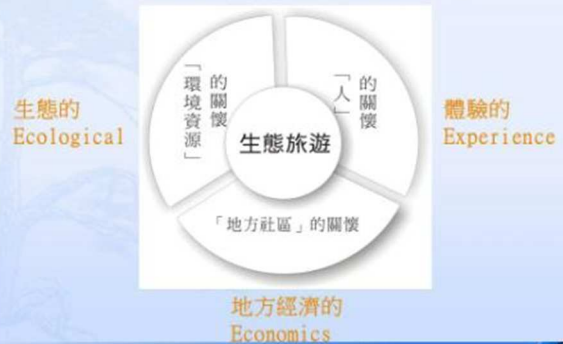 「環境資源」
的關懷
「人」
的關懷
生態的
Ecological
生態旅遊
體驗的
Experience
「地方社區」的關懷
地方經濟的
Economics